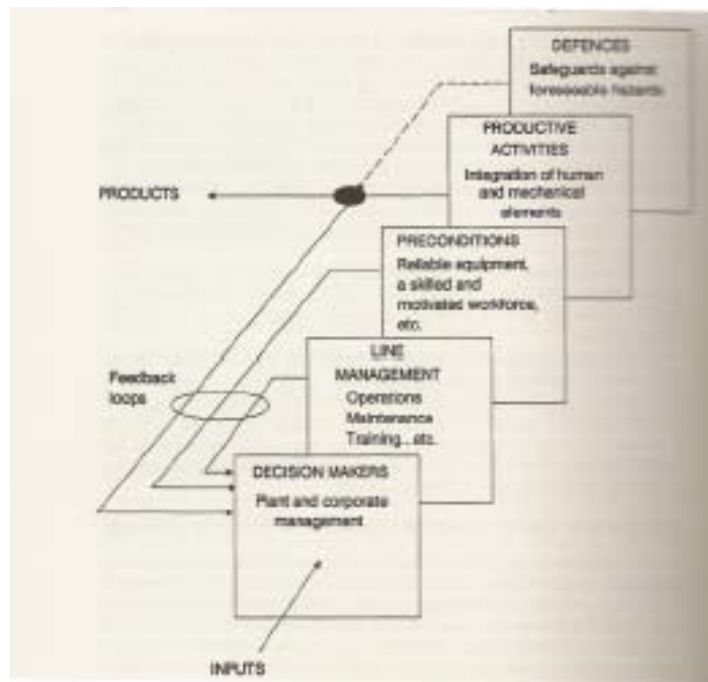 DEFENCES
Safeguards against
foreseeable hazards
PRODUCTIVE
ACTIVITIES
Integration of human
and mechanical
elements
PRODUCTS
PRECONDITIONS
Reliable equipment,
a skilled and
motivated workforce,
etc.
LINE
MANAGEMENT
Operations
Maintenance
Training...etc.
Feedback
loops
DECISION MAKERS
Plant and corporate
management
INPUTS